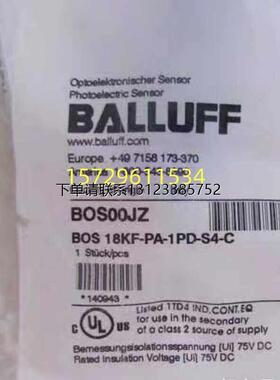 Optoelektronischer Sensor
Photoelectric Sensor
BALLUFF
www.balluff.com
Europe +49 7158 173-370
15729611534
下单请联系13123885752
BOS00JZ
BOS 18KF-PA-1PD-S4-C
1 Stück/pcs
*140943*
C UL US
Listed 1TD4 IND.CONT.EQ
for use in the secondary of
a class 2 source of supply
Bemessungsisolationsspannung [Ui] 75V DC
Rated Insulation Voltage [Ui] 75V DC